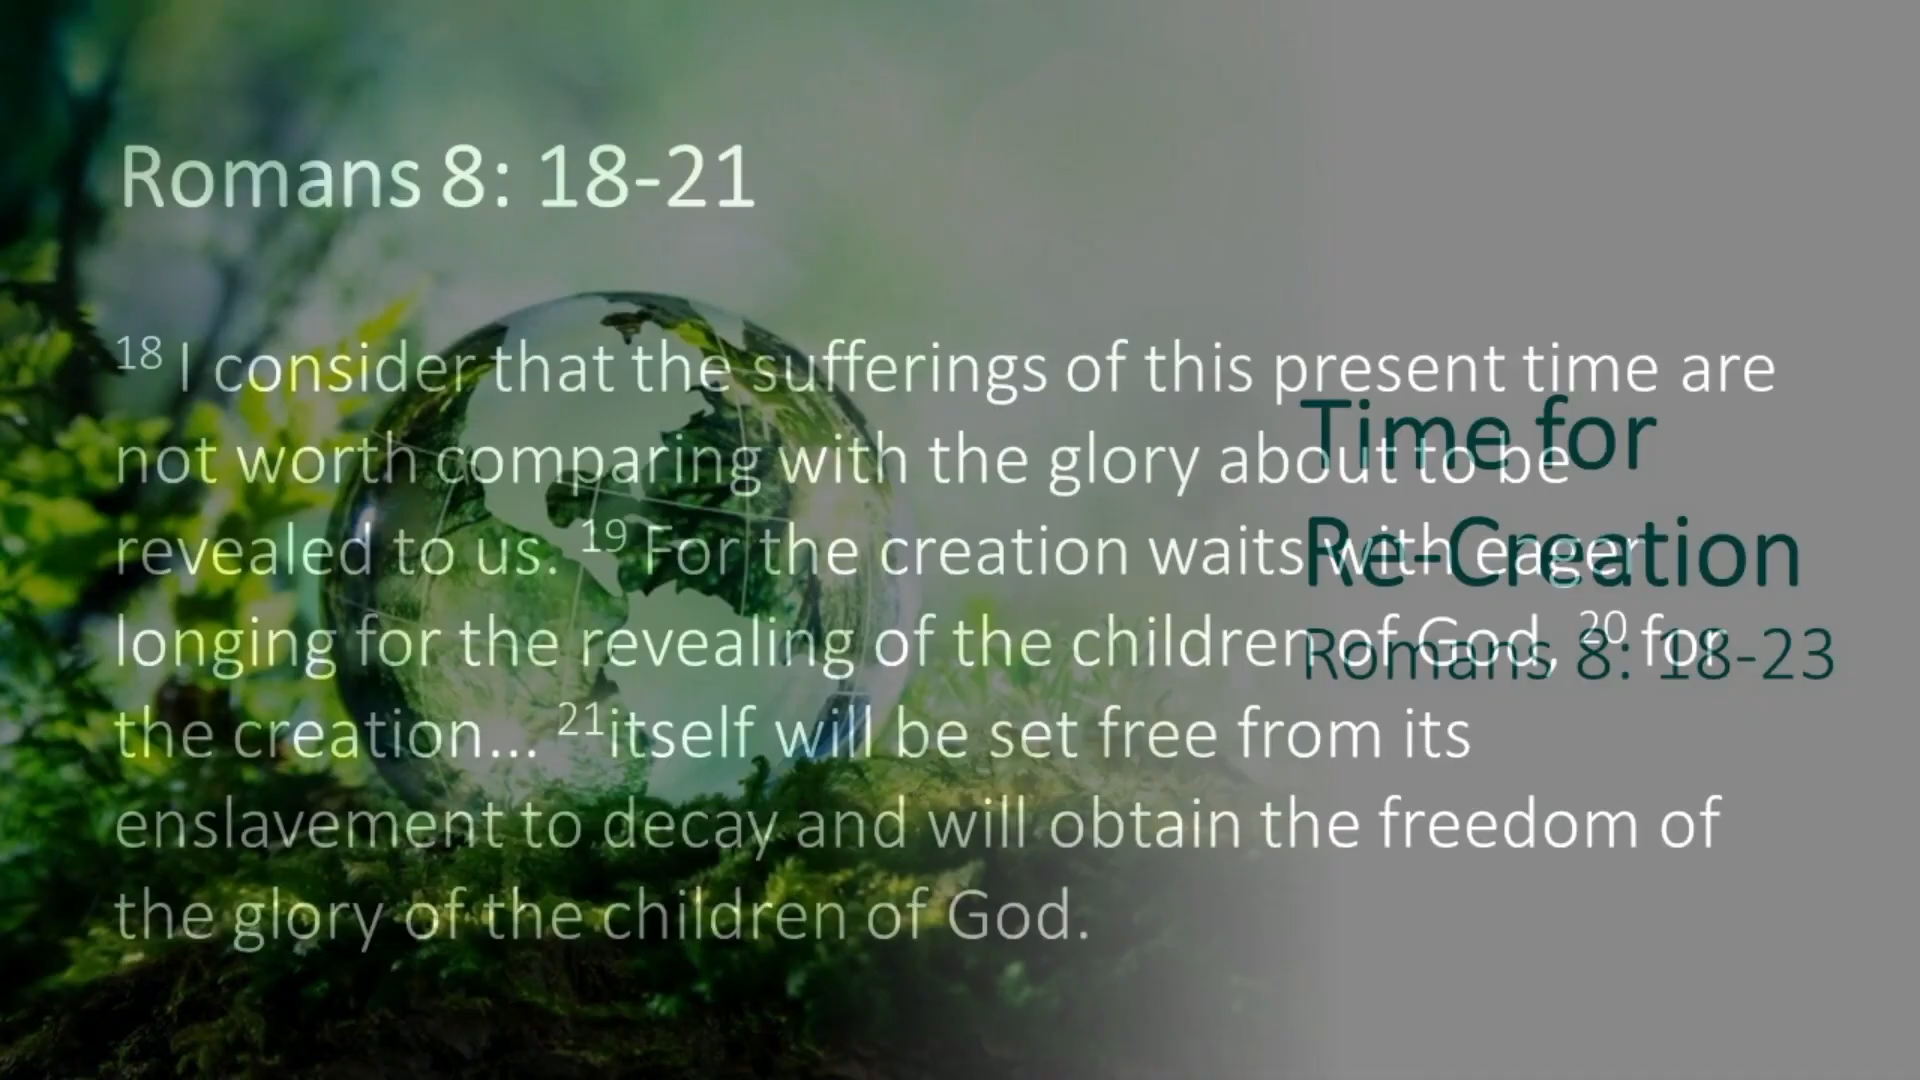 Romans 8: 18-21
18 I consider that the sufferings of this present time are
not worth comparing with the glory about to be
revealed to us. 19 For the creation waits with eager
longing for the revealing of the children of God, 20 for
the creation... 21itself will be set free from its
enslavement to decay and will obtain the freedom of
the glory of the children of God.
Time for
Re-Creation
Romans 8: 18-23